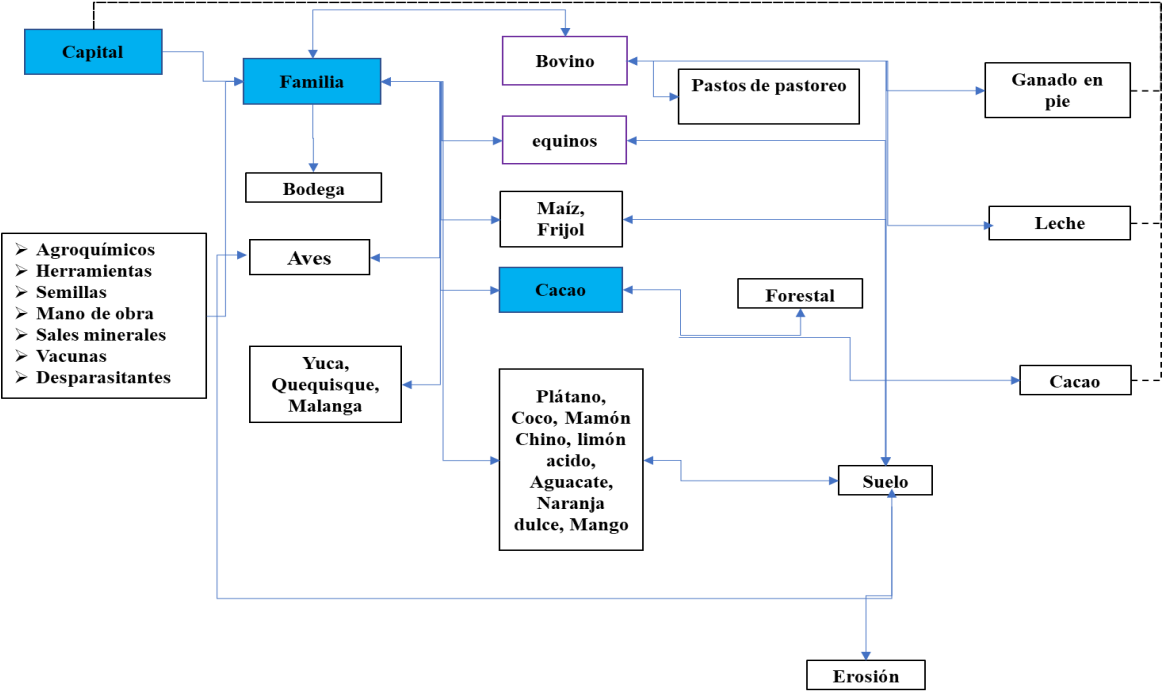 Capital
Familia
Bovino
Pastos de pastoreo
Ganado en
pie
equinos
Bodega
Maíz,
Frijol
Leche
Aves
➢ Agroquímicos
➢ Herramientas
➢ Semillas
➢ Mano de obra
➢ Sales minerales
➢ Vacunas
➢ Desparasitantes
Cacao
Forestal
Yuca,
Quequisque,
Malanga
Cacao
Plátano,
Coco, Mamón
Chino, limón
acido,
Aguacate,
Naranja
dulce, Mango
Suelo
Erosión